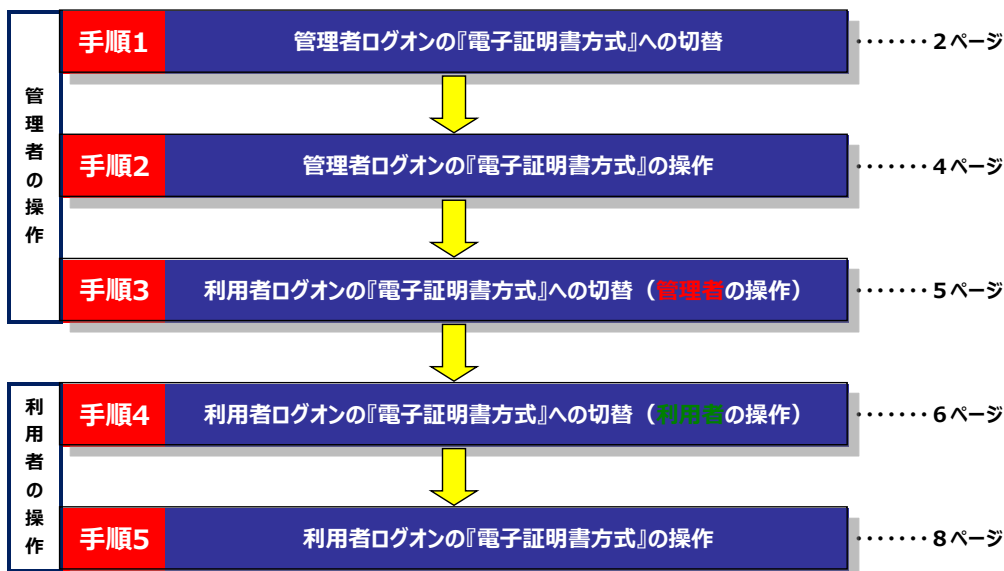 管理者の操作
手順1 管理者ログオンの『電子証明書方式』への切替 ・・・・・・・2ページ
手順2 管理者ログオンの『電子証明書方式』の操作 ・・・・・・・4ページ
手順3 利用者ログオンの『電子証明書方式』への切替（管理者の操作） ・・・・・・・5ページ
利用者の操作
手順4 利用者ログオンの『電子証明書方式』への切替（利用者の操作） ・・・・・・・6ページ
手順5 利用者ログオンの『電子証明書方式』の操作 ・・・・・・・8ページ